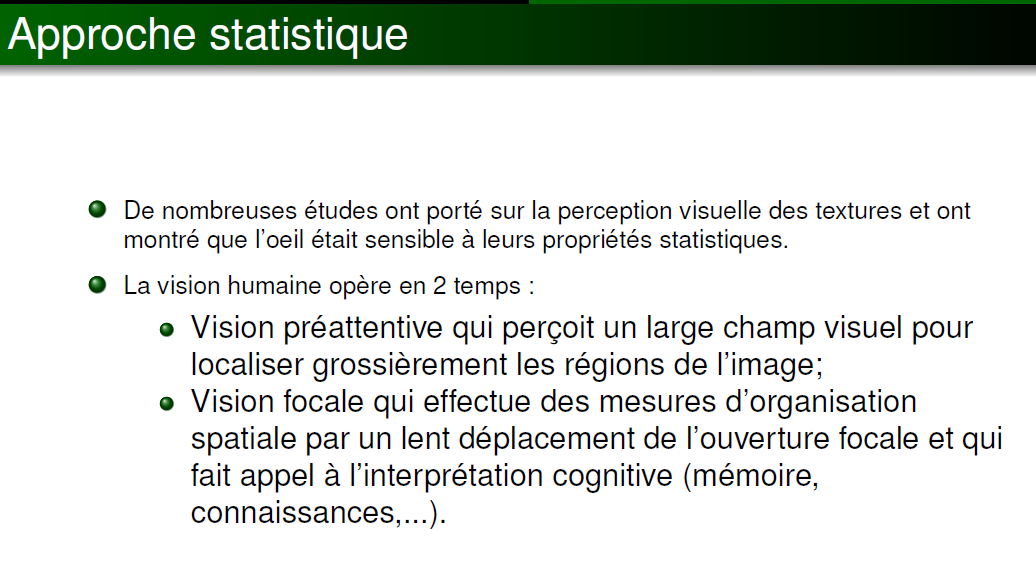 Approche statistique
De nombreuses études ont porté sur la perception visuelle des textures et ont
montré que l'oeil était sensible à leurs propriétés statistiques.
La vision humaine opère en 2 temps :
Vision préattentive qui perçoit un large champ visuel pour
localiser grossièrement les régions de l'image;
Vision focale qui effectue des mesures d'organisation
spatiale par un lent déplacement de l'ouverture focale et qui
fait appel à l'interprétation cognitive (mémoire,
connaissances,...).